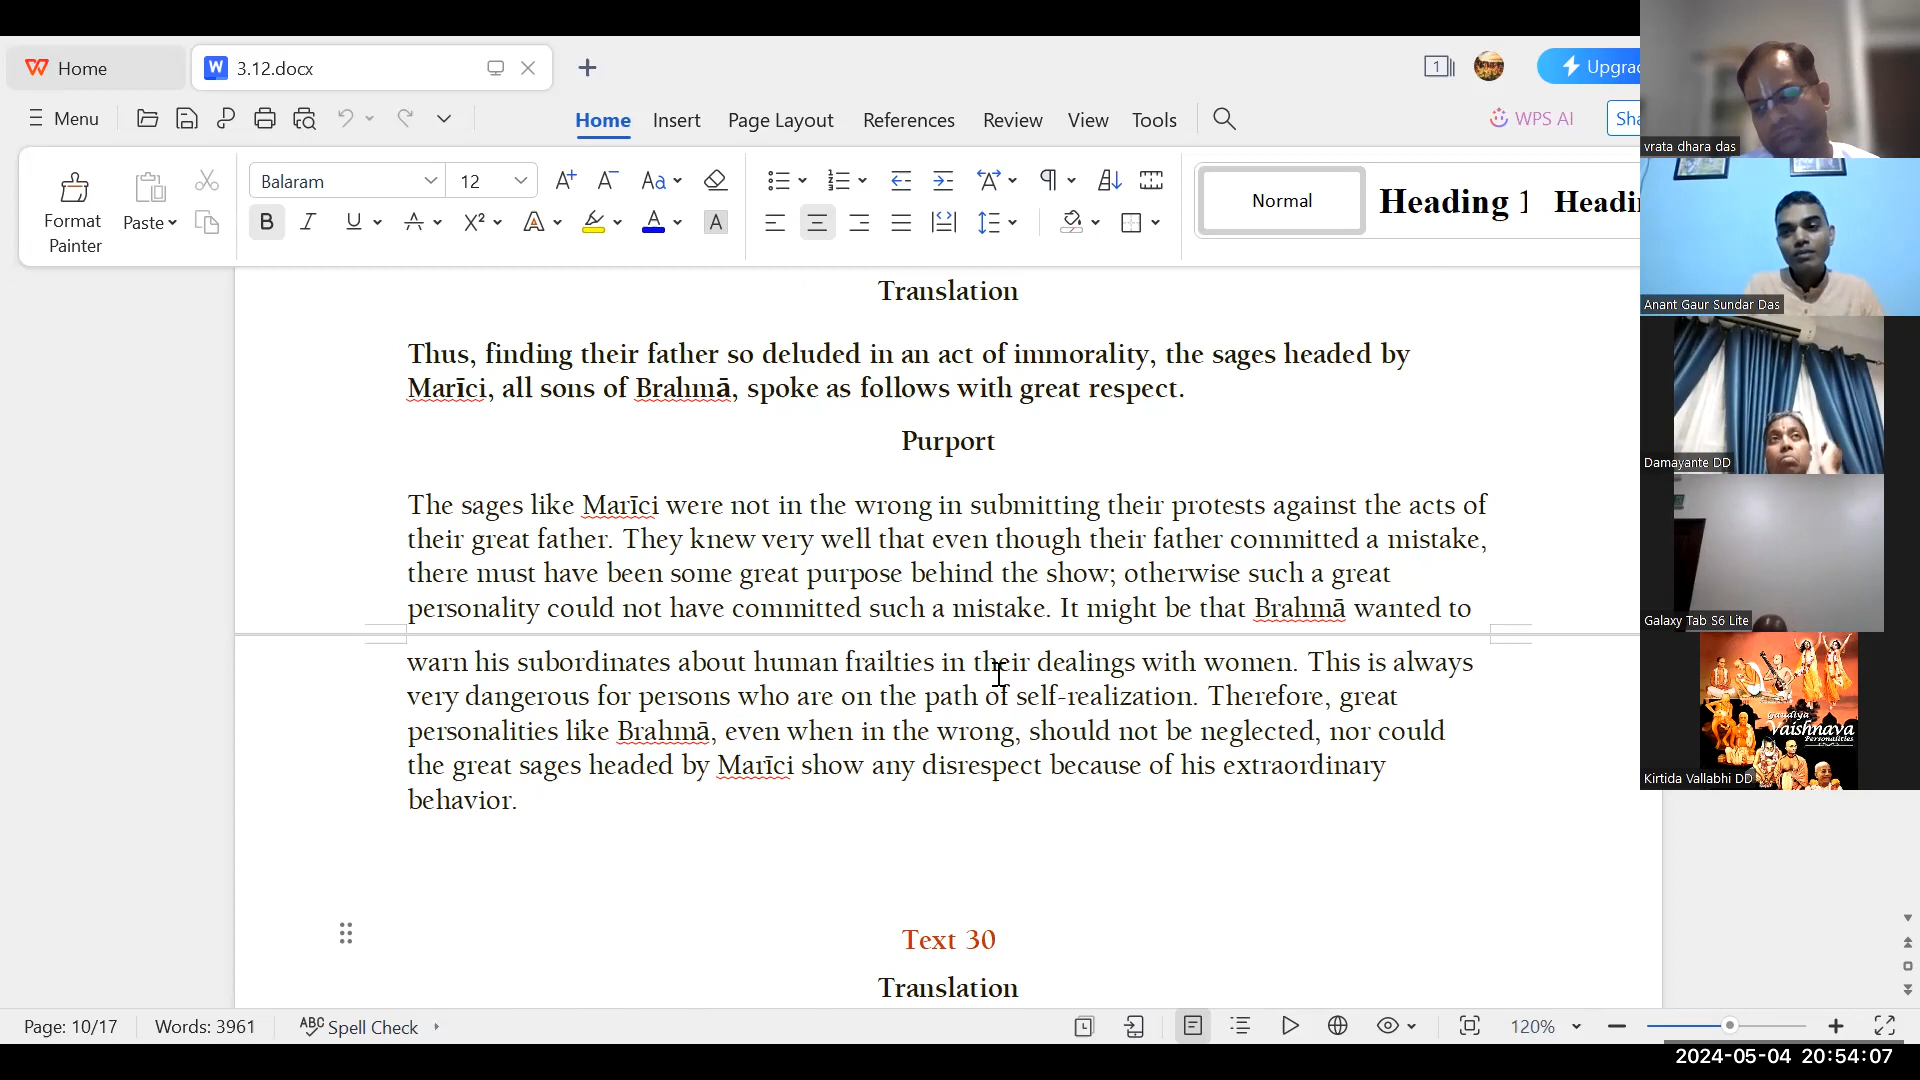 Home
3.12.docx
1
Upgra
Menu
Home
Insert
Page Layout
References
Review
View
Tools
WPS AI
Sha
Format
Painter
Paste
Balaram
12
Normal
Heading 1
Headin
Translation
Thus, finding their father so deluded in an act of immorality, the sages headed by
Marīci, all sons of Brahmā, spoke as follows with great respect.
Purport
The sages like Marīci were not in the wrong in submitting their protests against the acts of
their great father. They knew very well that even though their father committed a mistake,
there must have been some great purpose behind the show; otherwise such a great
personality could not have committed such a mistake. It might be that Brahmā wanted to
warn his subordinates about human frailties in their dealings with women. This is always
very dangerous for persons who are on the path of self-realization. Therefore, great
personalities like Brahmā, even when in the wrong, should not be neglected, nor could
the great sages headed by Marīci show any disrespect because of his extraordinary
behavior.
Text 30
Translation
Page: 10/17
Words: 3961
Spell Check
120%
vrata dhara das
Anant Gaur Sundar Das
Damayante DD
Galaxy Tab S6 Lite
Gaudiya
Vaishnava
Personalities
Kirtida Vallabhi DD
2024-05-04 20:54:07